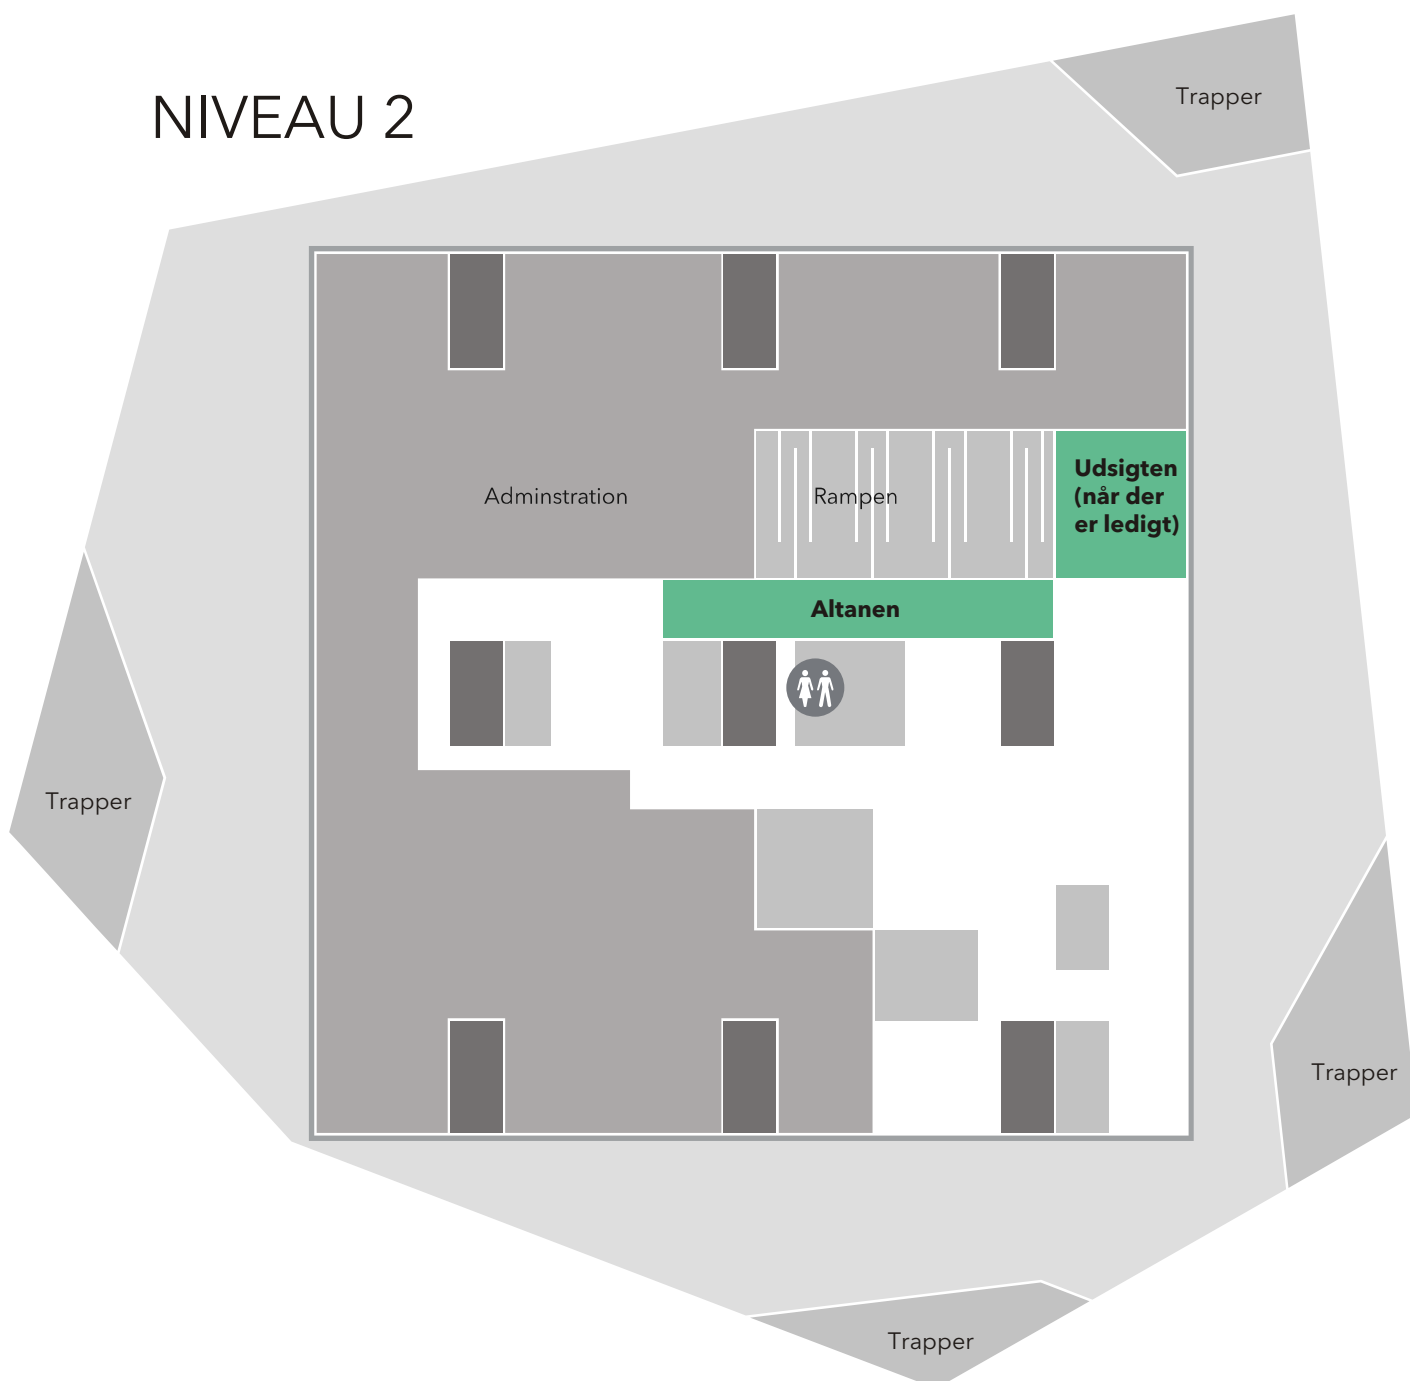 NIVEAU 2
Trapper
Adminstration
Rampen
Udsigten
(når der
er ledigt)
Altanen
Trapper
Trapper
Trapper